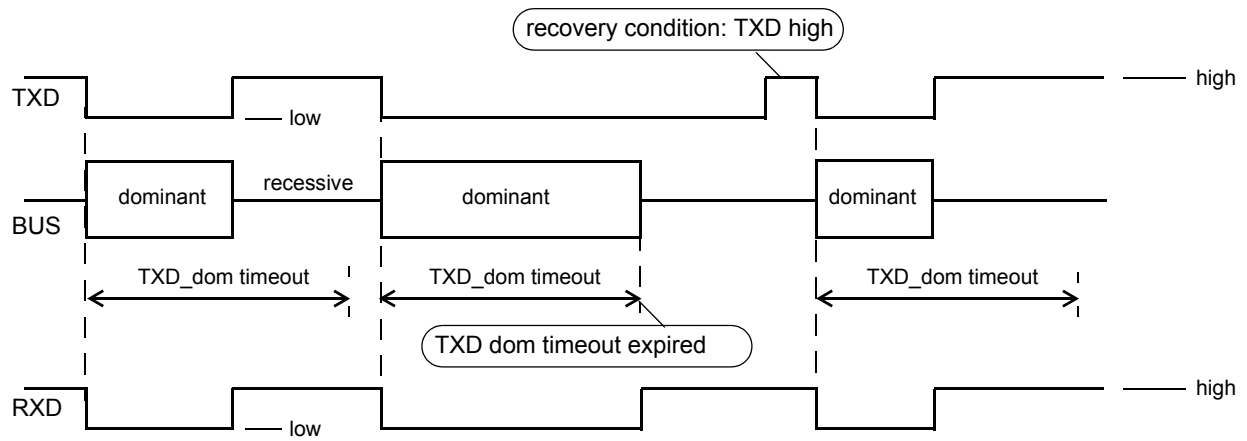 recovery condition: TXD high
TXD
high
low
dominant
recessive
dominant
dominant
BUS
TXD_dom timeout
TXD_dom timeout
TXD_dom timeout
TXD dom timeout expired
RXD
high
low